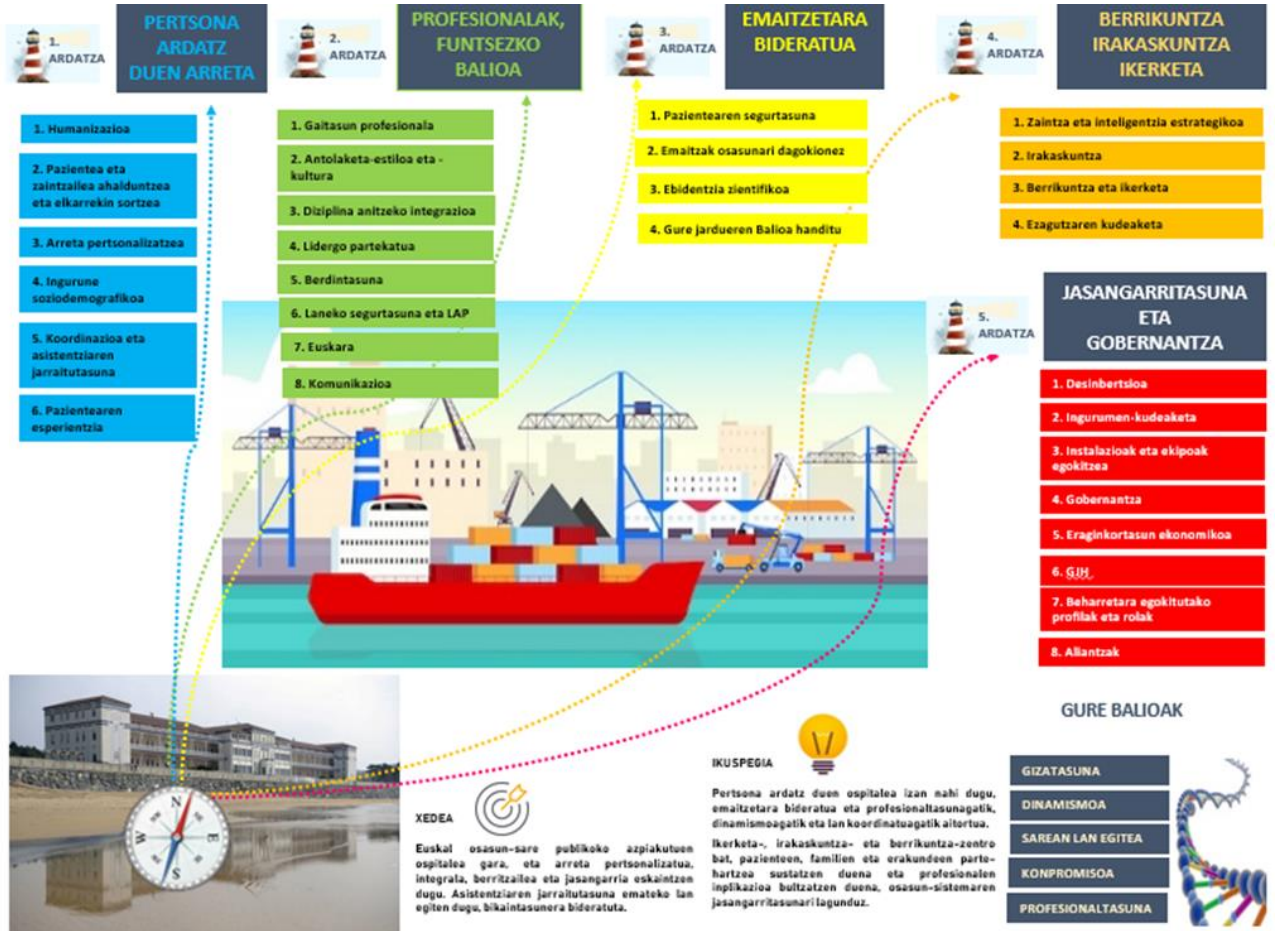 1.
ARDATZA
PERTSONA
ARDATZ
DUEN ARRETA
1. Humanizazioa
2. Pazientea eta
zaintzailea ahalduntzea
eta elkarrekin sortzea
3. Arreta pertsonalizatzea
4. Ingurune
soziodemografikoa
5. Koordinazioa eta
asistentziaren
jarraitutasuna
6. Pazientearen
esperientzia
2.
ARDATZA
PROFESIONALAK,
FUNTSEZKO
BALIOA
1. Gaitasun profesionala
2. Antolaketa-estiloa eta -
kultura
3. Diziplina anitzeko integrazioa
4. Lidergo partekatua
5. Berdintasuna
6. Laneko segurtasuna eta LAP
7. Euskara
8. Komunikazioa
3.
ARDATZA
EMAITZETARA
BIDERATUA
1. Pazientearen segurtasuna
2. Emaitzak osasunari dagokionez
3. Ebidentzia zientifikoa
4. Gure jardueren Balioa handitu
4.
ARDATZA
BERRIKUNTZA
IRAKASKUNTZA
IKERKETA
1. Zaintza eta inteligentzia estrategikoa
2. Irakaskuntza
3. Berrikuntza eta ikerketa
4. Ezagutzaren kudeaketa
5.
ARDATZA
JASANGARRITASUNA
ETA
GOBERNANTZA
1. Desinbertsioa
2. Ingurumen-kudeaketa
3. Instalazioak eta ekipoak
egokitzea
4. Gobernantza
5. Eraginkortasun ekonomikoa
6. GJH
7. Beharretara egokitutako
profilak eta rolak
8. Aliantzak
N
W
E
S
XEDEA
Euskal osasun-sare publikoko azpiakutuen
ospitalea gara, eta arreta pertsonalizatua,
integrala, berritzailea eta jasangarria eskaintzen
dugu. Asistentziaren jarraitutasuna emateko lan
egiten dugu, bikaintasunera bideratuta.
IKUSPEGIA
Pertsona ardatz duen ospitalea izan nahi dugu,
emaitzetara bideratua eta profesionaltasunagatik,
dinamismoagatik eta lan koordinatuagatik aitortua.
Ikerketa-, irakaskuntza- eta berrikuntza-zentro
bat, pazienteen, familien eta erakundeen parte-
hartzea sustatzen duena eta profesionalen
inplikazioa bultzatzen duena, osasun-sistemaren
jasangarritasunari lagunduz.
GURE BALIOAK
GIZATASUNA
DINAMISMOA
SAREAN LAN EGITEA
KONPROMISOA
PROFESIONALTASUNA